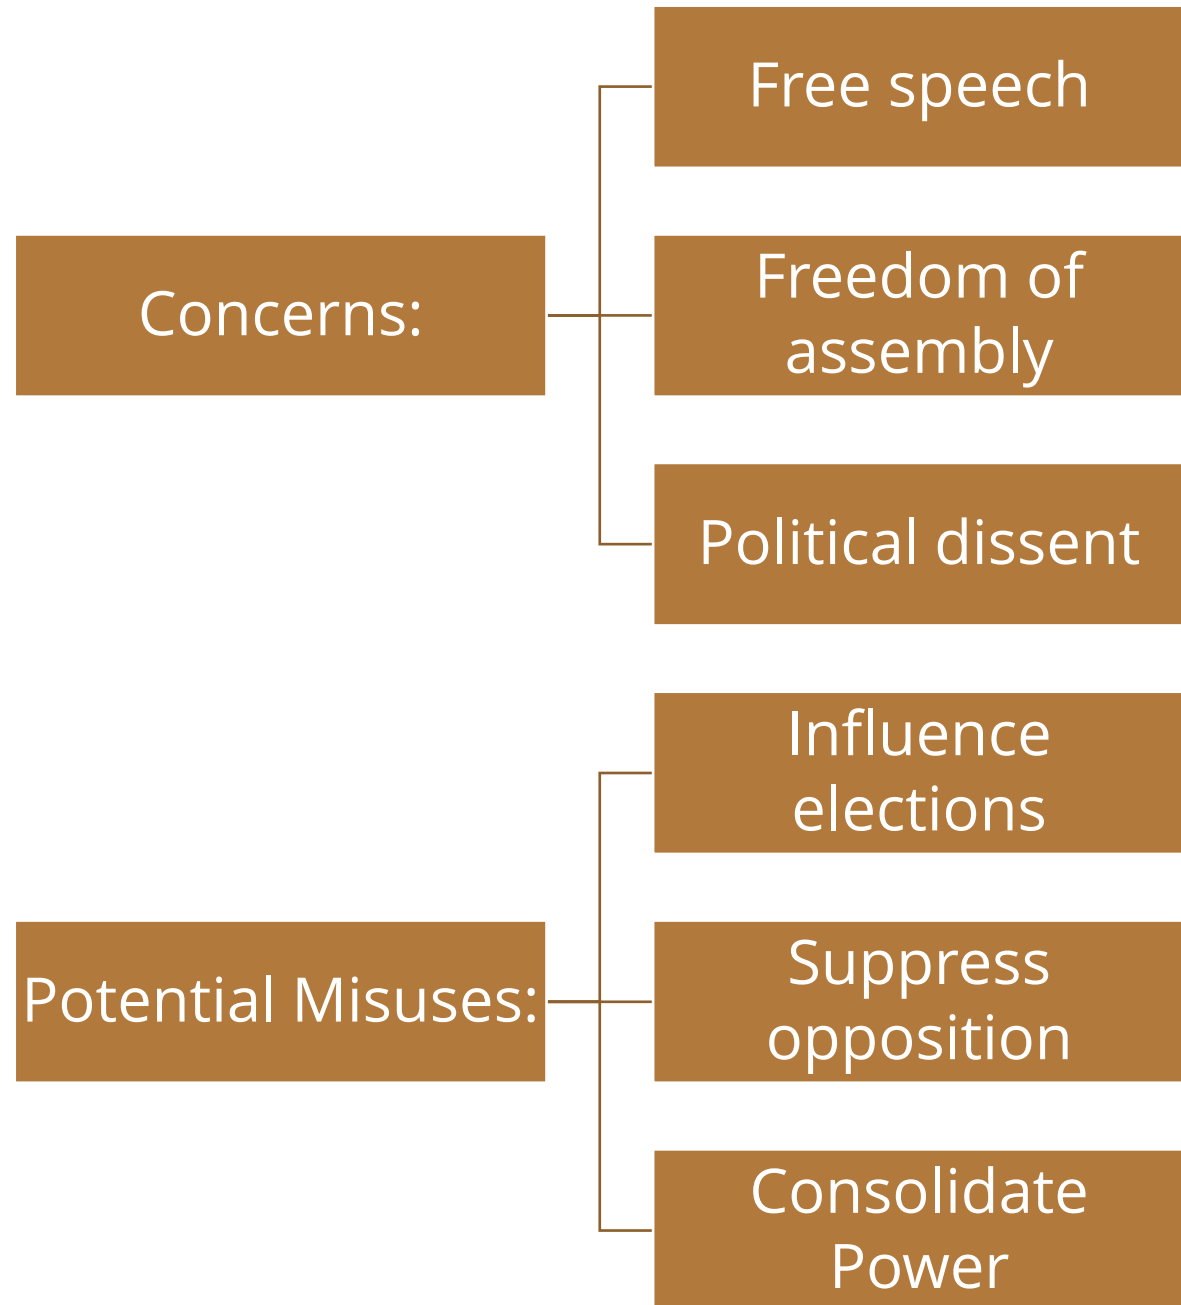 Concerns:
Free speech
Freedom of
assembly
Political dissent
Potential Misuses:
Influence
elections
Suppress
opposition
Consolidate
Power